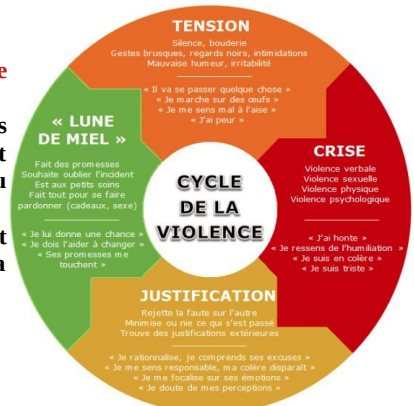 TENSION
Silence, bouderie
Gestes brusques, regards noirs, intimidations
Mauvaise humeur, irritabilité
« Il va se passer quelque chose »
« Je marche sur des œufs »
« Je me sens mal à l'aise »
« J'ai peur »
CRISE
Violence verbale
Violence sexuelle
Violence physique
Violence psychologique
« J'ai honte »
« Je ressens de l'humiliation »
« Je suis en colère »
« Je suis triste »
JUSTIFICATION
Rejette la faute sur l'autre
Minimise ou nie ce qui s'est passé
Trouve des justifications extérieures
« Je rationnalise, je comprends ses excuses »
« Je me sens responsable, ma colère disparaît »
« Je me focalise sur ses émotions »
« Je doute de mes perceptions »
« LUNE
DE MIEL »
Fait des promesses
Souhaite oublier l'incident
Est aux petits soins
Fait tout pour se faire
pardonner (cadeaux, sexe)
« Je lui donne une chance »
« Je dois l'aider à changer »
« Ses promesses me
touchent »
CYCLE
DE LA
VIOLENCE
e
s
t
u
t
a